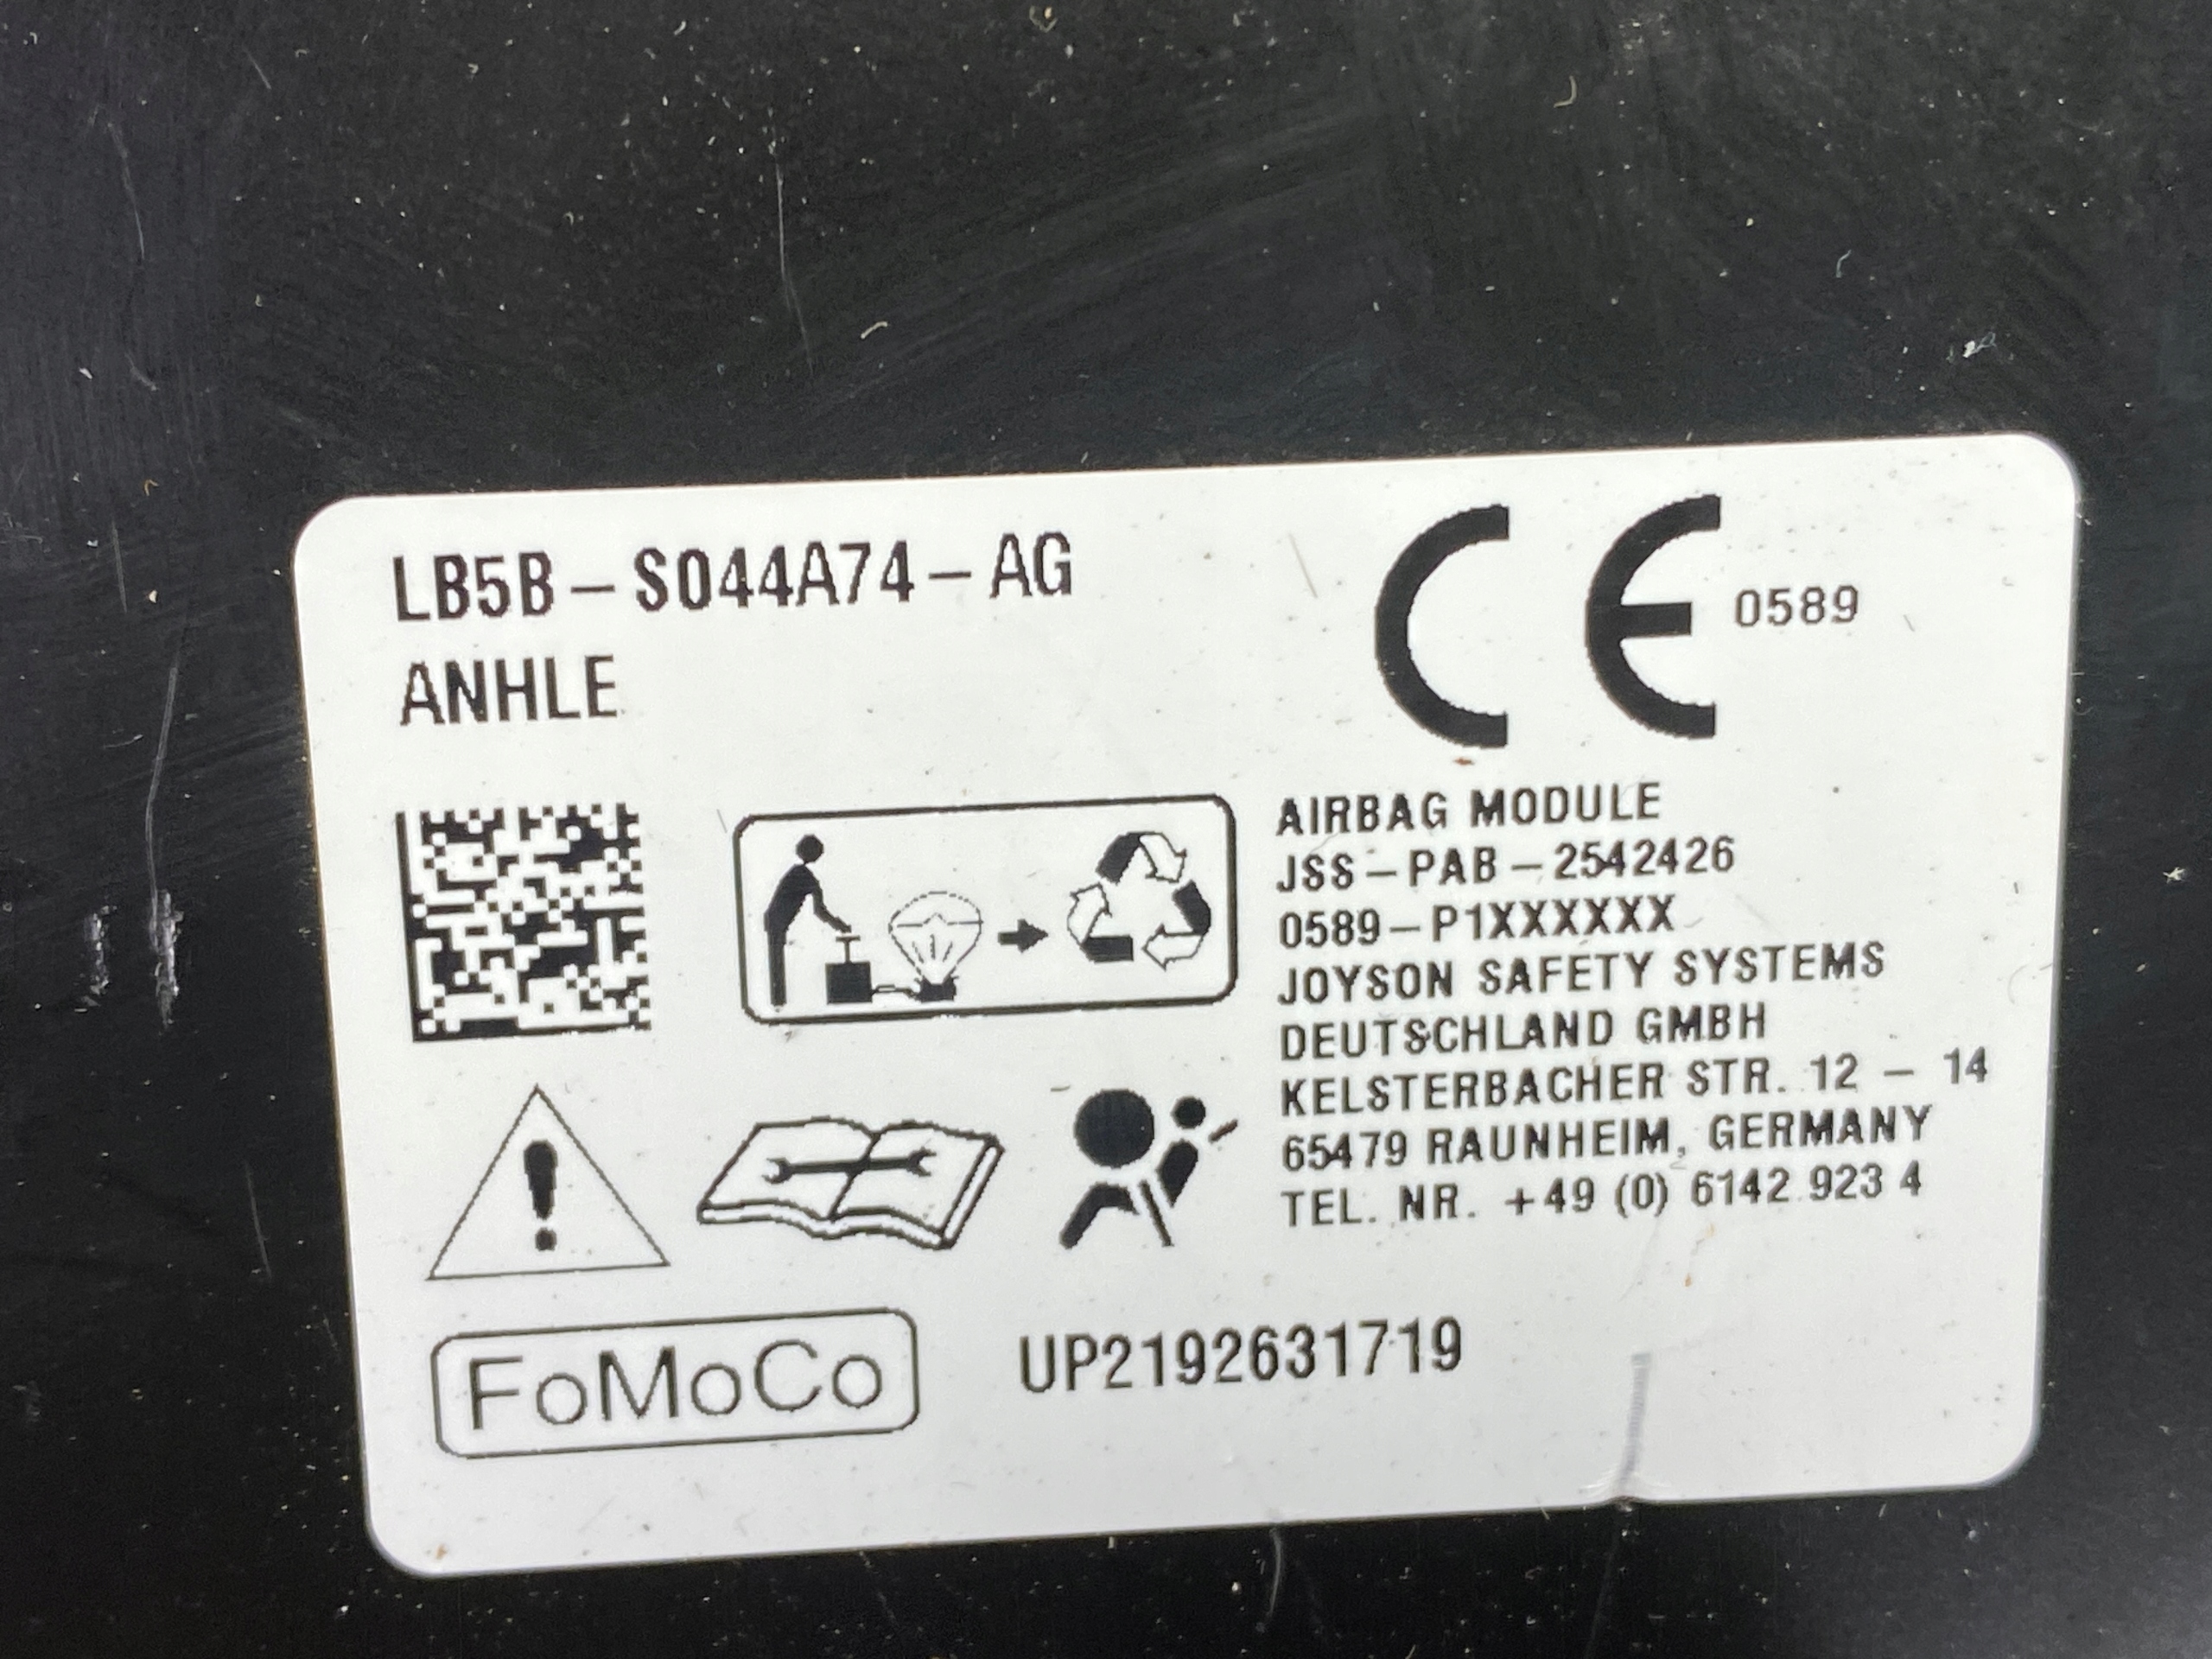 LB5B-S044A74-AG
ANHLE
CE 0589
AIRBAG MODULE
JSS-PAB-2542426
0589-P1XXXXXX
JOYSON SAFETY SYSTEMS
DEUTSCHLAND GMBH
KELSTERBACHER STR. 12 - 14
65479 RAUNHEIM, GERMANY
TEL. NR. +49 (0) 6142 923 4
FoMoCo
UP2192631719